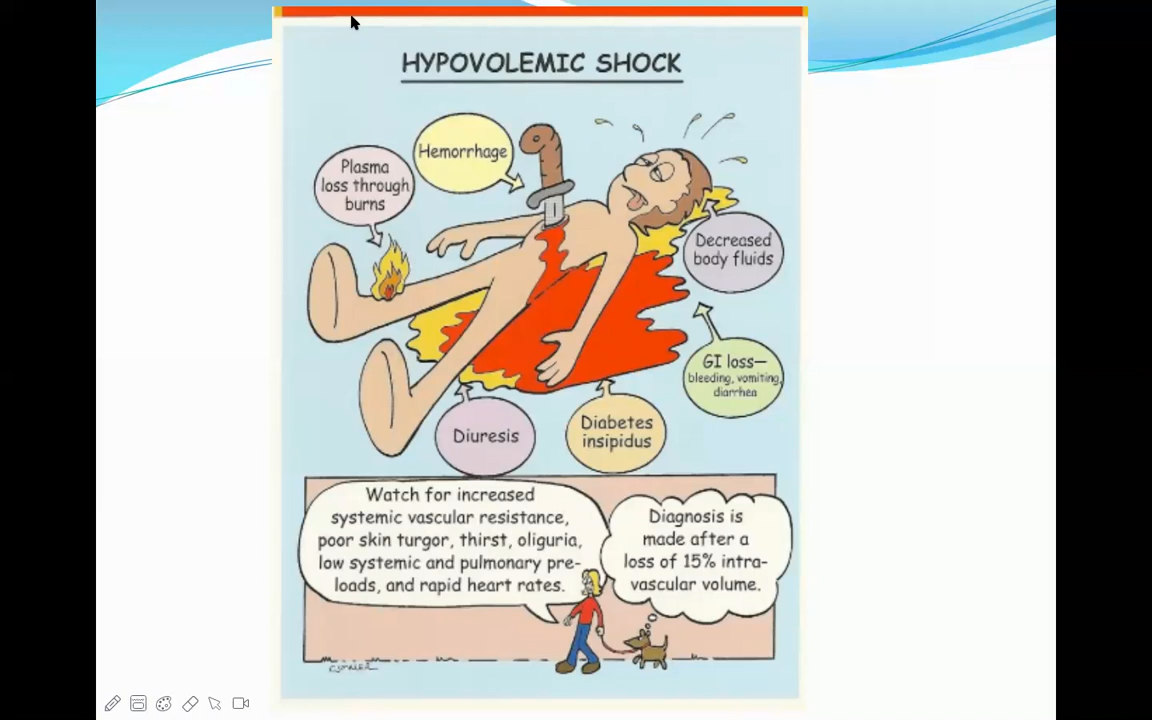 HYPOVOLEMIC SHOCK
Hemorrhage
Plasma
loss through
burns
Decreased
body fluids
GI loss—
bleeding, vomiting,
diarrhea
Diuresis
Diabetes
insipidus
Watch for increased
systemic vascular resistance,
poor skin turgor, thirst, oliguria,
low systemic and pulmonary pre-
loads, and rapid heart rates.
Diagnosis is
made after a
loss of 15% intra-
vascular volume.